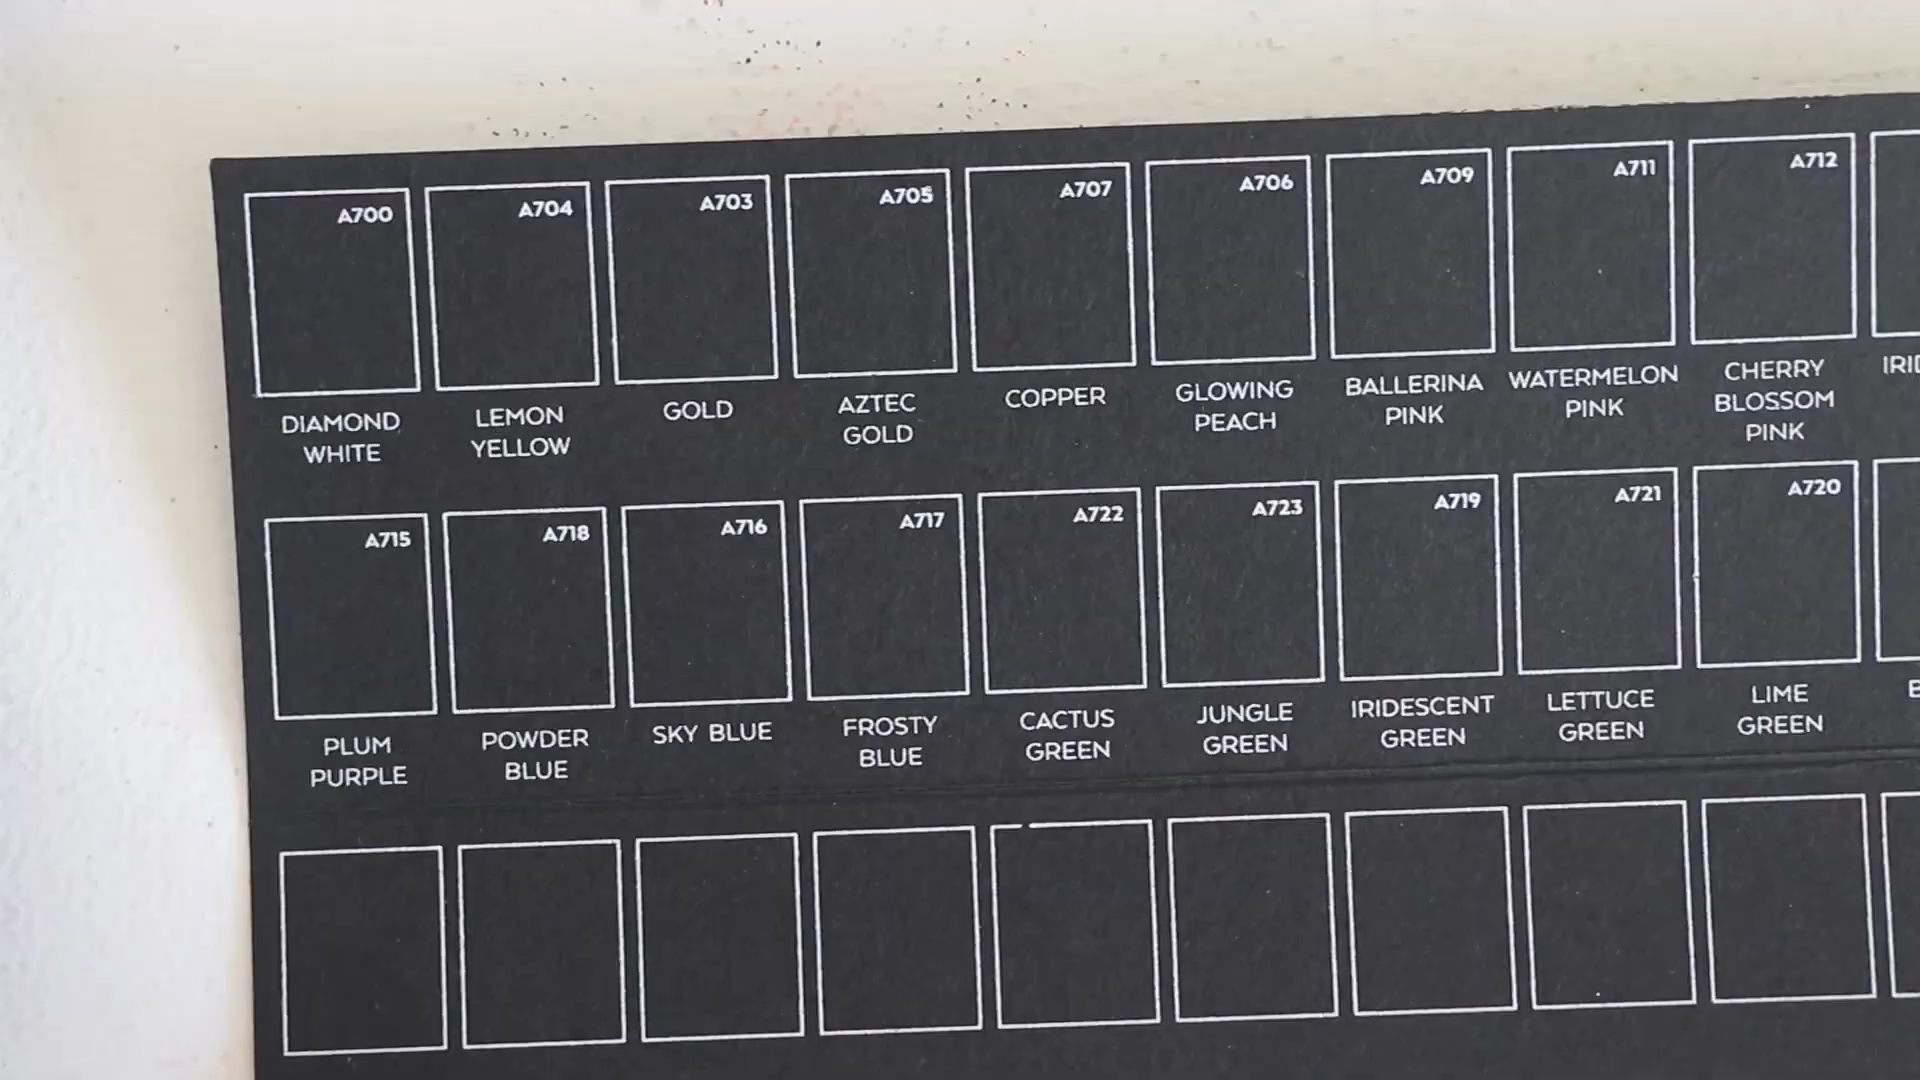 A700 A704 A703 A705 A707 A706 A709 A711 A712
DIAMOND
WHITE
LEMON
YELLOW
GOLD
AZTEC
GOLD
COPPER
GLOWING
PEACH
BALLERINA
PINK
WATERMELON
PINK
CHERRY
BLOSSOM
PINK
A715 A718 A716 A717 A722 A723 A719 A721 A720
PLUM
PURPLE
POWDER
BLUE
SKY BLUE
FROSTY
BLUE
CACTUS
GREEN
JUNGLE
GREEN
IRIDESCENT
GREEN
LETTUCE
GREEN
LIME
GREEN